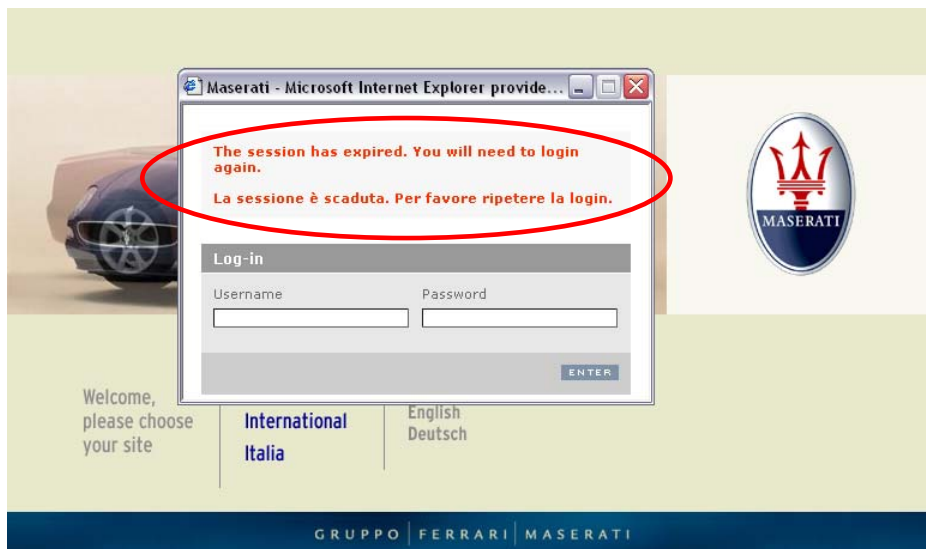 Maserati - Microsoft Internet Explorer provide...
The session has expired. You will need to login
again.
La sessione è scaduta. Per favore ripetere la login.
MASERATI
Log-in
Username Password
ENTER
Welcome,
please choose
your site
International
Italia
English
Deutsch
GRUPPO FERRARI MASERATI